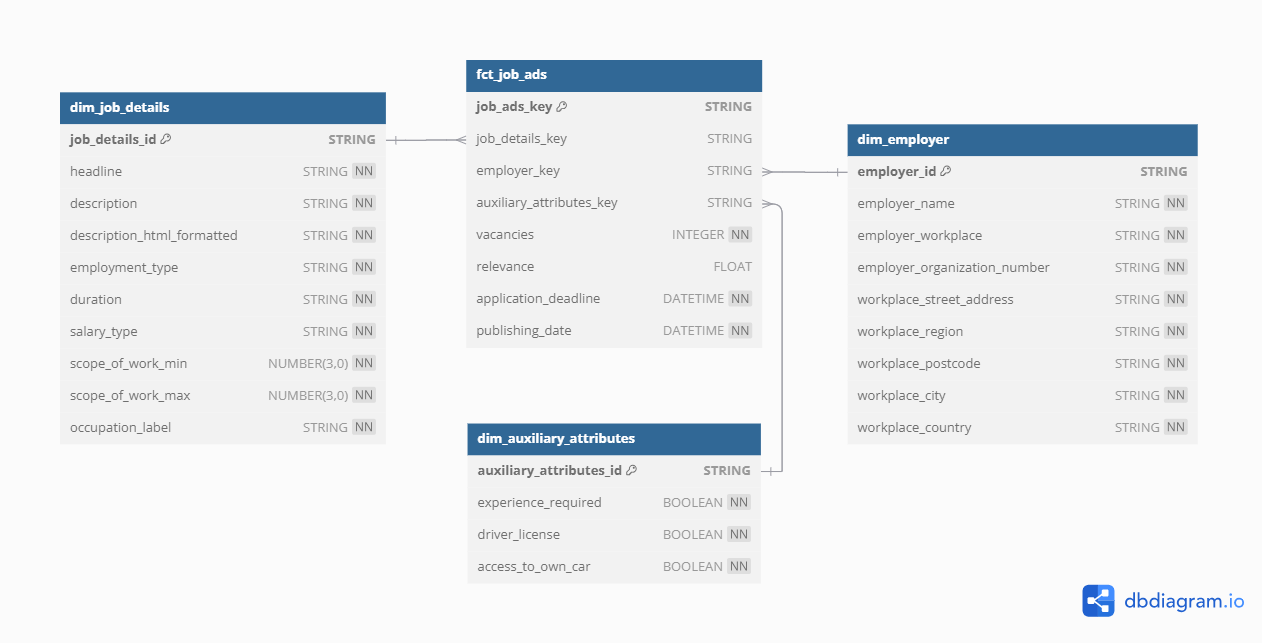 dim_job_details
job_details_id STRING
headline STRING NN
description STRING NN
description_html_formatted STRING NN
employment_type STRING NN
duration STRING NN
salary_type STRING NN
scope_of_work_min NUMBER(3,0) NN
scope_of_work_max NUMBER(3,0) NN
occupation_label STRING NN
fct_job_ads
job_ads_key STRING
job_details_key STRING
employer_key STRING
auxiliary_attributes_key STRING
vacancies INTEGER NN
relevance FLOAT
application_deadline DATETIME NN
publishing_date DATETIME NN
dim_employer
employer_id STRING
employer_name STRING NN
employer_workplace STRING NN
employer_organization_number STRING NN
workplace_street_address STRING NN
workplace_region STRING NN
workplace_postcode STRING NN
workplace_city STRING NN
workplace_country STRING NN
dim_auxiliary_attributes
auxiliary_attributes_id STRING
experience_required BOOLEAN NN
driver_license BOOLEAN NN
access_to_own_car BOOLEAN NN
dbdiagram.io